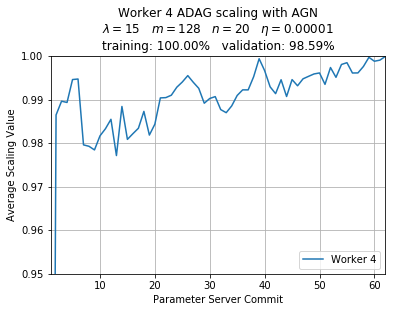 Worker 4 ADAG scaling with AGN
λ = 15 m = 128 n = 20 η = 0.00001
training: 100.00% validation: 98.59%
1.00
0.99
0.98
0.97
0.96
0.95
Average Scaling Value
Worker 4
10 20 30 40 50 60
Parameter Server Commit